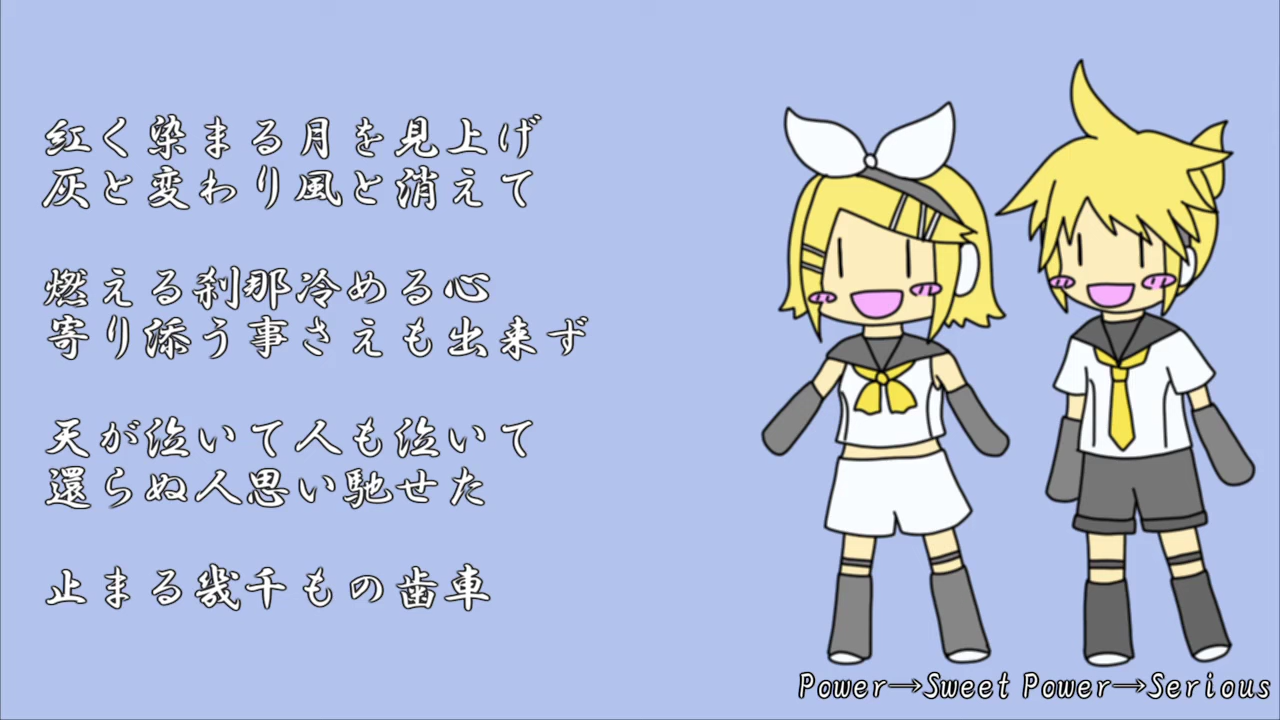 紅く染まる月を見上げ
灰と変わり風と消えて
燃える刹那冷める心
寄り添う事さえも出来ず
天が泣いて人も泣いて
還らぬ人思い馳せた
止まる幾千もの歯車
Power→Sweet Power→Serious